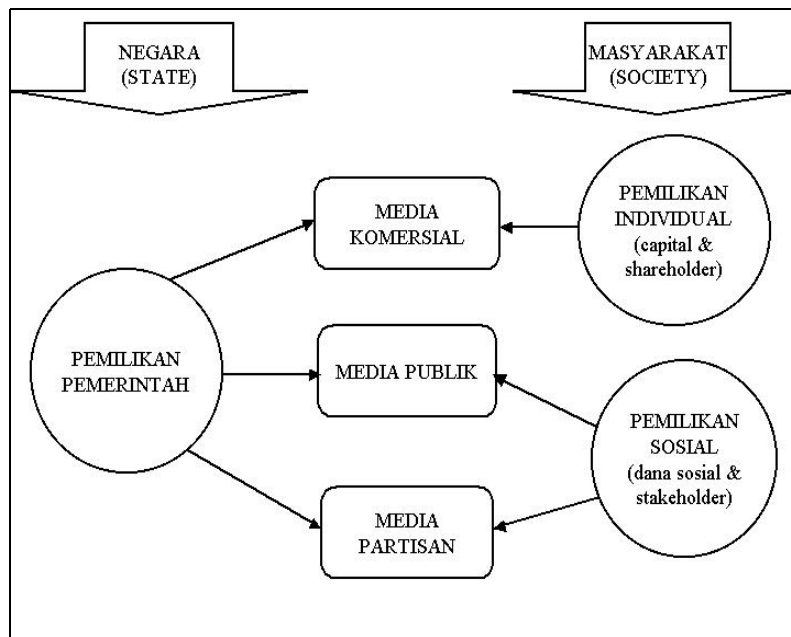 NEGARA
(STATE)
MASYARAKAT
(SOCIETY)
MEDIA
KOMERSIAL
PEMILIKAN
INDIVIDUAL
(capital &
shareholder)
PEMILIKAN
PEMERINTAH
MEDIA PUBLIK
PEMILIKAN
SOSIAL
(dana sosial &
stakeholder)
MEDIA
PARTISAN